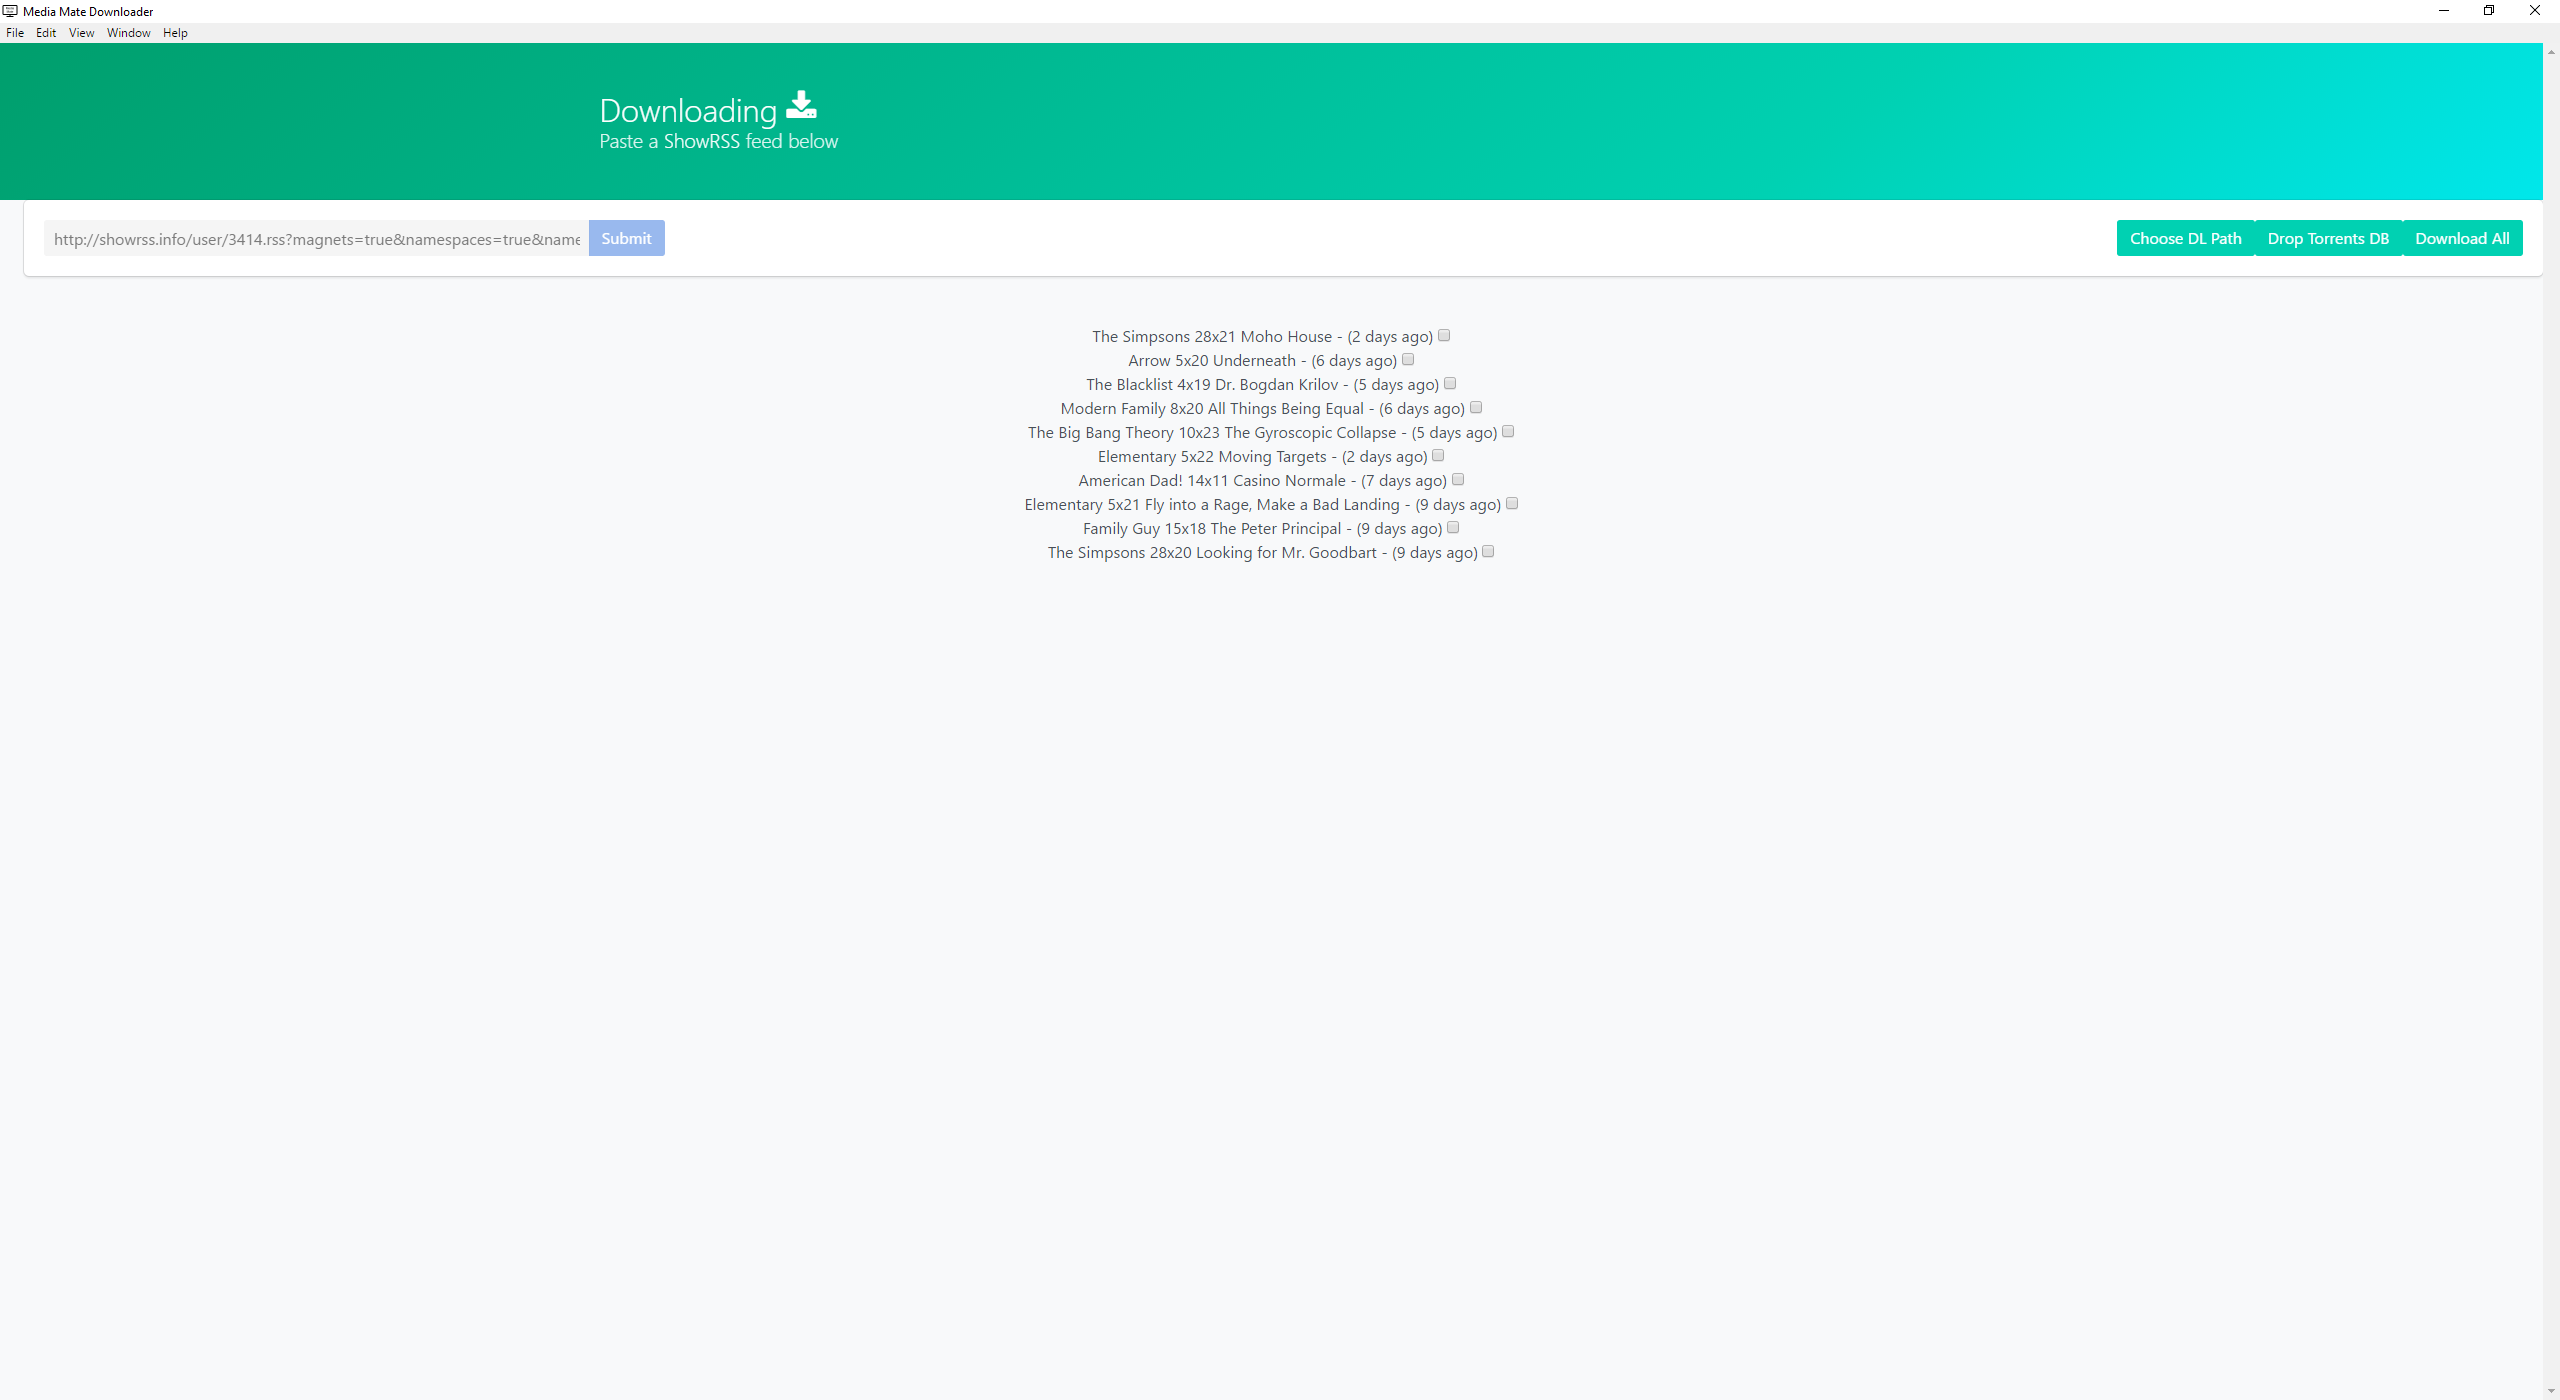 Media Mate Downloader
File Edit View Window Help
Downloading
Paste a ShowRSS feed below
http://showrss.info/user/3414.rss?magnets=true&namespaces=true&name
Submit
Choose DL Path
Drop Torrents DB
Download All
The Simpsons 28x21 Moho House - (2 days ago)
Arrow 5x20 Underneath - (6 days ago)
The Blacklist 4x19 Dr. Bogdan Krilov - (5 days ago)
Modern Family 8x20 All Things Being Equal - (6 days ago)
The Big Bang Theory 10x23 The Gyroscopic Collapse - (5 days ago)
Elementary 5x22 Moving Targets - (2 days ago)
American Dad! 14x11 Casino Normale - (7 days ago)
Elementary 5x21 Fly into a Rage, Make a Bad Landing - (9 days ago)
Family Guy 15x18 The Peter Principal - (9 days ago)
The Simpsons 28x20 Looking for Mr. Goodbart - (9 days ago)